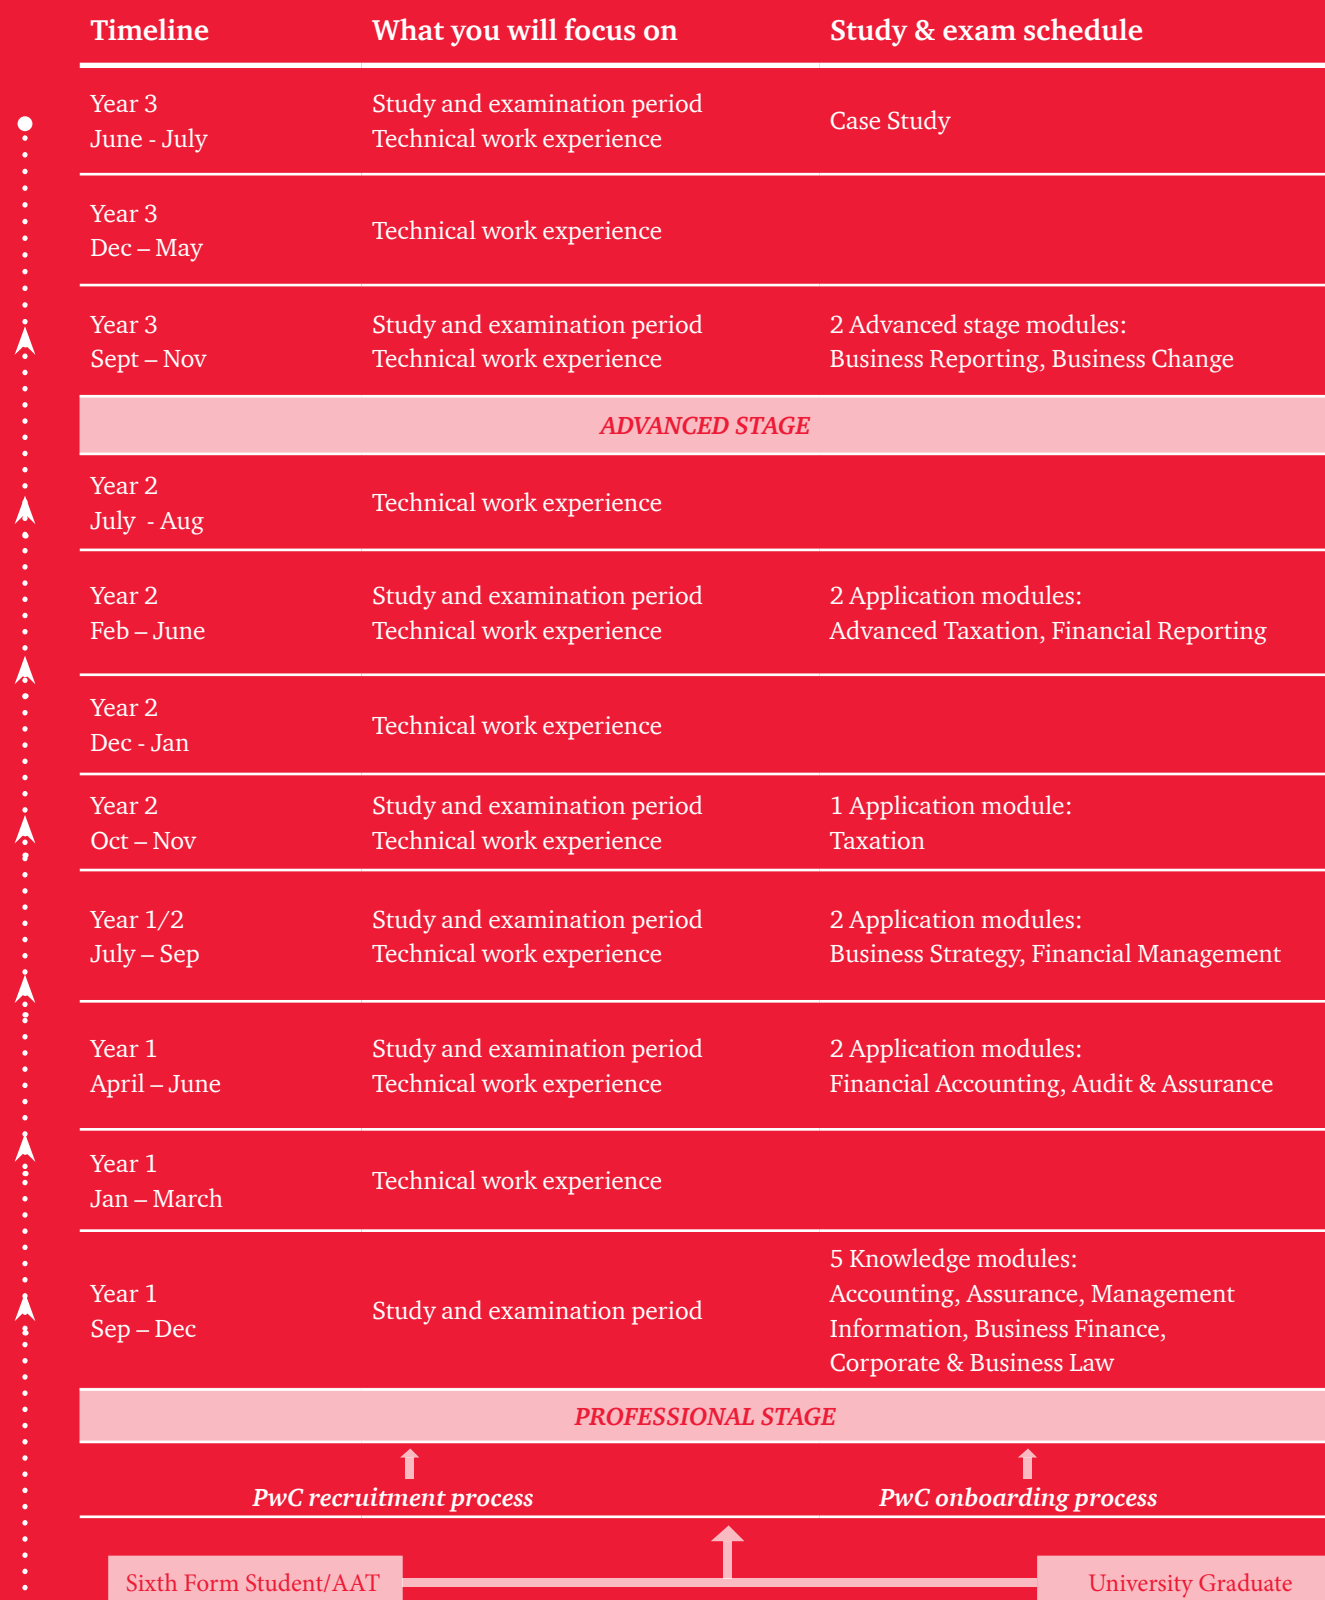 Timeline What you will focus on Study & exam schedule
Year 3
June - July
Study and examination period
Technical work experience
Case Study
Year 3
Dec – May
Technical work experience
Year 3
Sept – Nov
Study and examination period
Technical work experience
2 Advanced stage modules:
Business Reporting, Business Change
ADVANCED STAGE
Year 2
July - Aug
Technical work experience
Year 2
Feb – June
Study and examination period
Technical work experience
2 Application modules:
Advanced Taxation, Financial Reporting
Year 2
Dec - Jan
Technical work experience
Year 2
Oct – Nov
Study and examination period
Technical work experience
1 Application module:
Taxation
Year 1/2
July – Sep
Study and examination period
Technical work experience
2 Application modules:
Business Strategy, Financial Management
Year 1
April – June
Study and examination period
Technical work experience
2 Application modules:
Financial Accounting, Audit & Assurance
Year 1
Jan – March
Technical work experience
Year 1
Sep – Dec
Study and examination period
5 Knowledge modules:
Accounting, Assurance, Management
Information, Business Finance,
Corporate & Business Law
PROFESSIONAL STAGE
PwC recruitment process
PwC onboarding process
Sixth Form Student/AAT
University Graduate